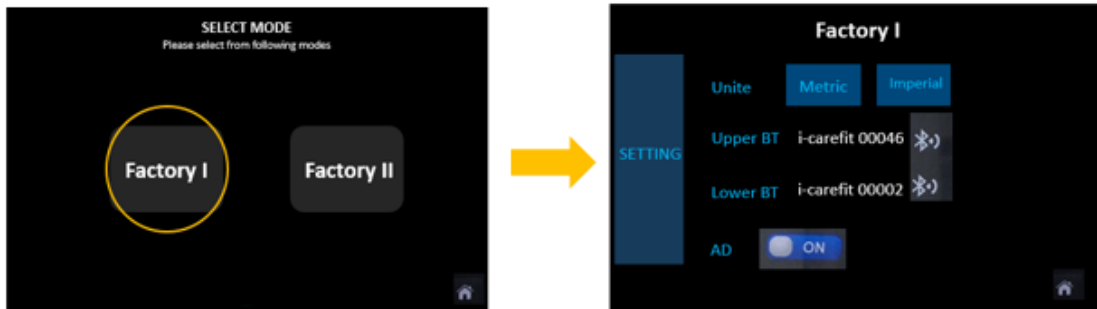 SELECT MODE
Please select from following modes
Factory I
Factory II
Factory I
SETTING
Unite
Metric
Imperial
Upper BT
i-carefit 00046
Lower BT
i-carefit 00002
AD
ON